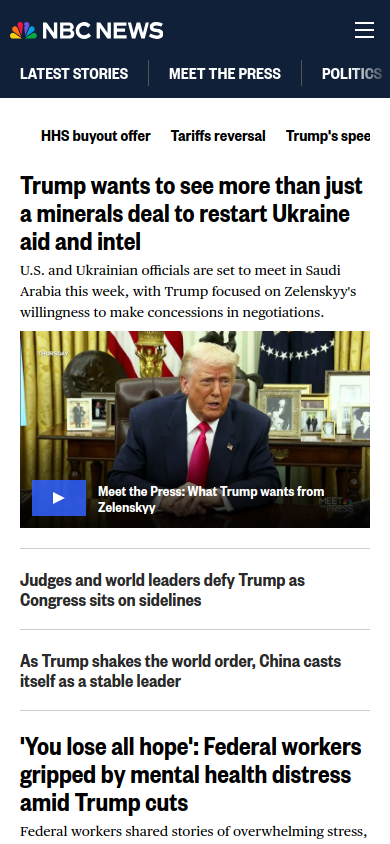 NBC NEWS
LATEST STORIES
MEET THE PRESS
POLITICS
HHS buyout offer
Tariffs reversal
Trump's spee
Trump wants to see more than just
a minerals deal to restart Ukraine
aid and intel
U.S. and Ukrainian officials are set to meet in Saudi
Arabia this week, with Trump focused on Zelenskyy's
willingness to make concessions in negotiations.
THURSDAY
Meet the Press: What Trump wants from
Zelenskyy
MEET THE
PRESS
Judges and world leaders defy Trump as
Congress sits on sidelines
As Trump shakes the world order, China casts
itself as a stable leader
'You lose all hope': Federal workers
gripped by mental health distress
amid Trump cuts
Federal workers shared stories of overwhelming stress,